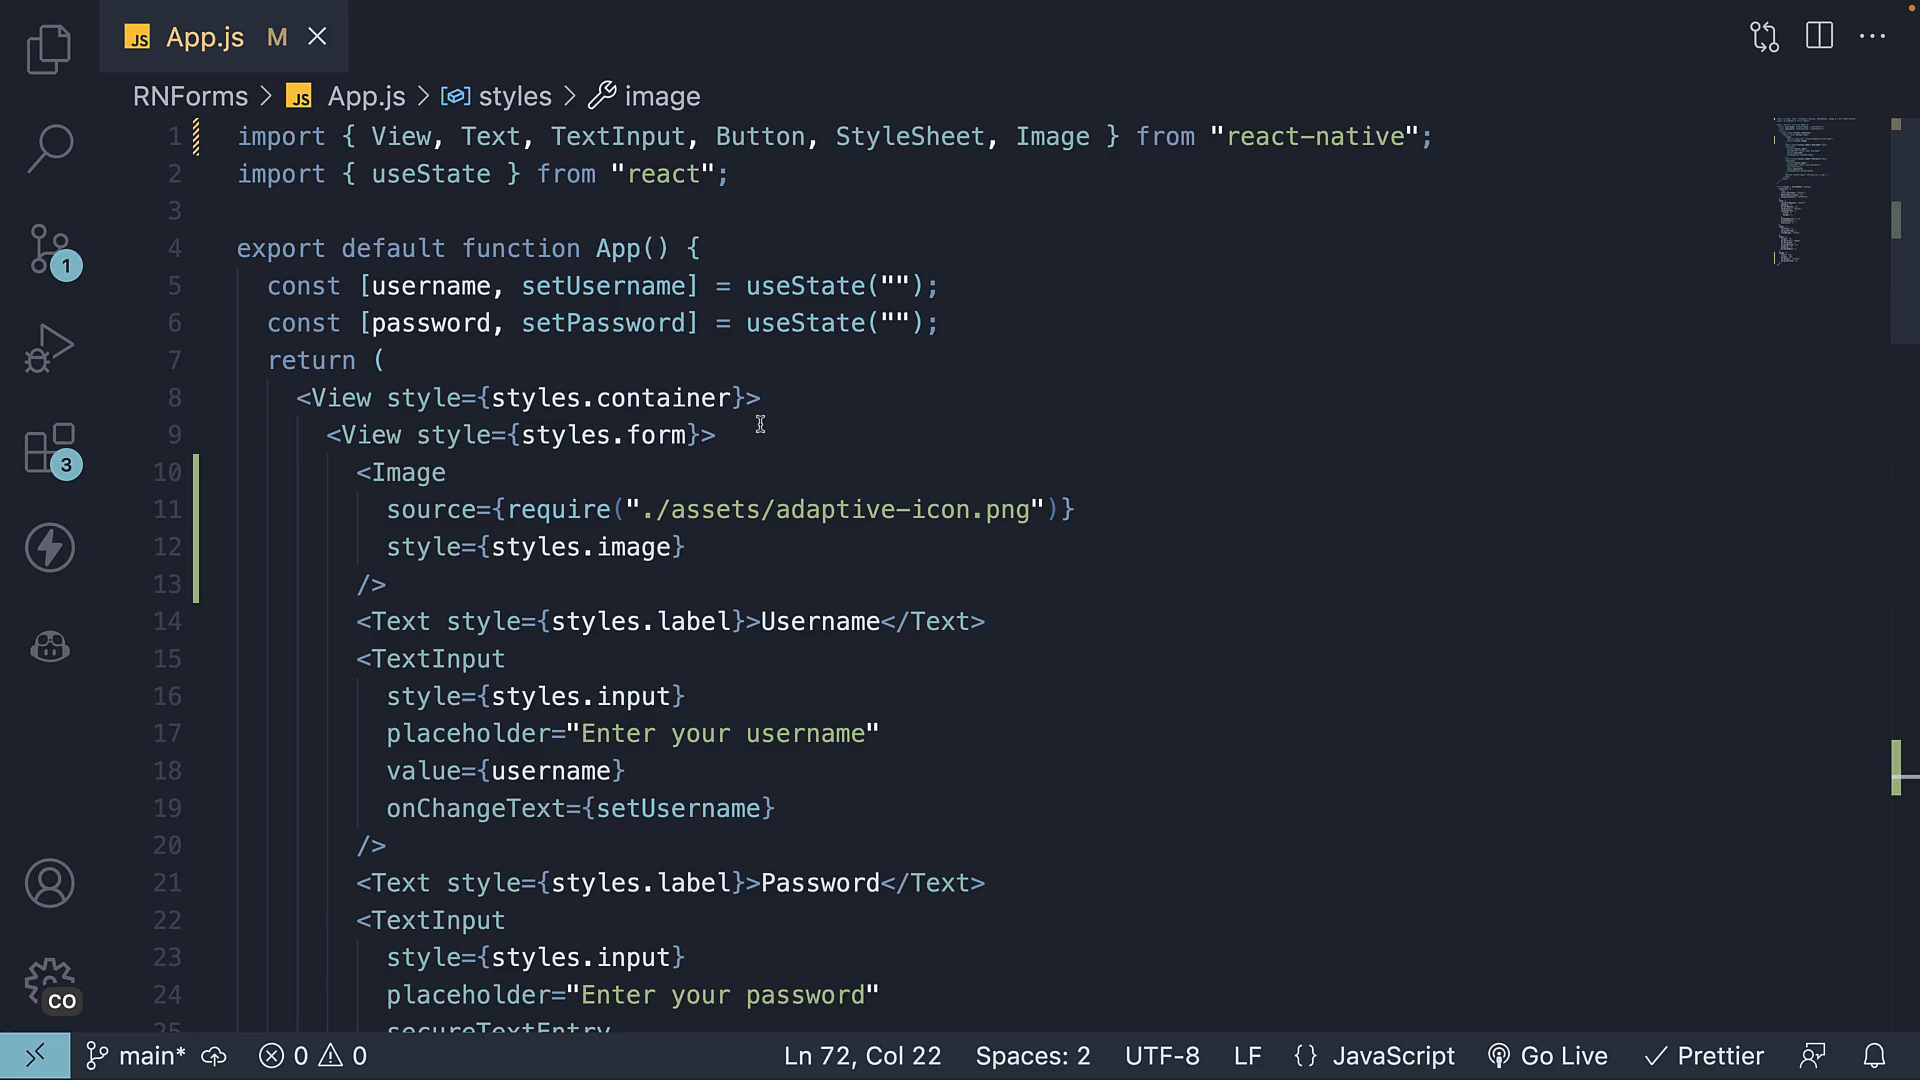 JS App.js M
RNForms > JS App.js > styles > image
1 import { View, Text, TextInput, Button, StyleSheet, Image } from "react-native";
2 import { useState } from "react";
3
4 export default function App() {
5 const [username, setUsername] = useState("");
6 const [password, setPassword] = useState("");
7 return (
8 <View style={styles.container}>
9 <View style={styles.form}>
10 <Image
11 source={require("./assets/adaptive-icon.png")}
12 style={styles.image}
13 />
14 <Text style={styles.label}>Username</Text>
15 <TextInput
16 style={styles.input}
17 placeholder="Enter your username"
18 value={username}
19 onChangeText={setUsername}
20 />
21 <Text style={styles.label}>Password</Text>
22 <TextInput
23 style={styles.input}
24 placeholder="Enter your password"
25 secureTextEntry
1
3
CO
main* 0 0 Ln 72, Col 22 Spaces: 2 UTF-8 LF {} JavaScript Go Live Prettier